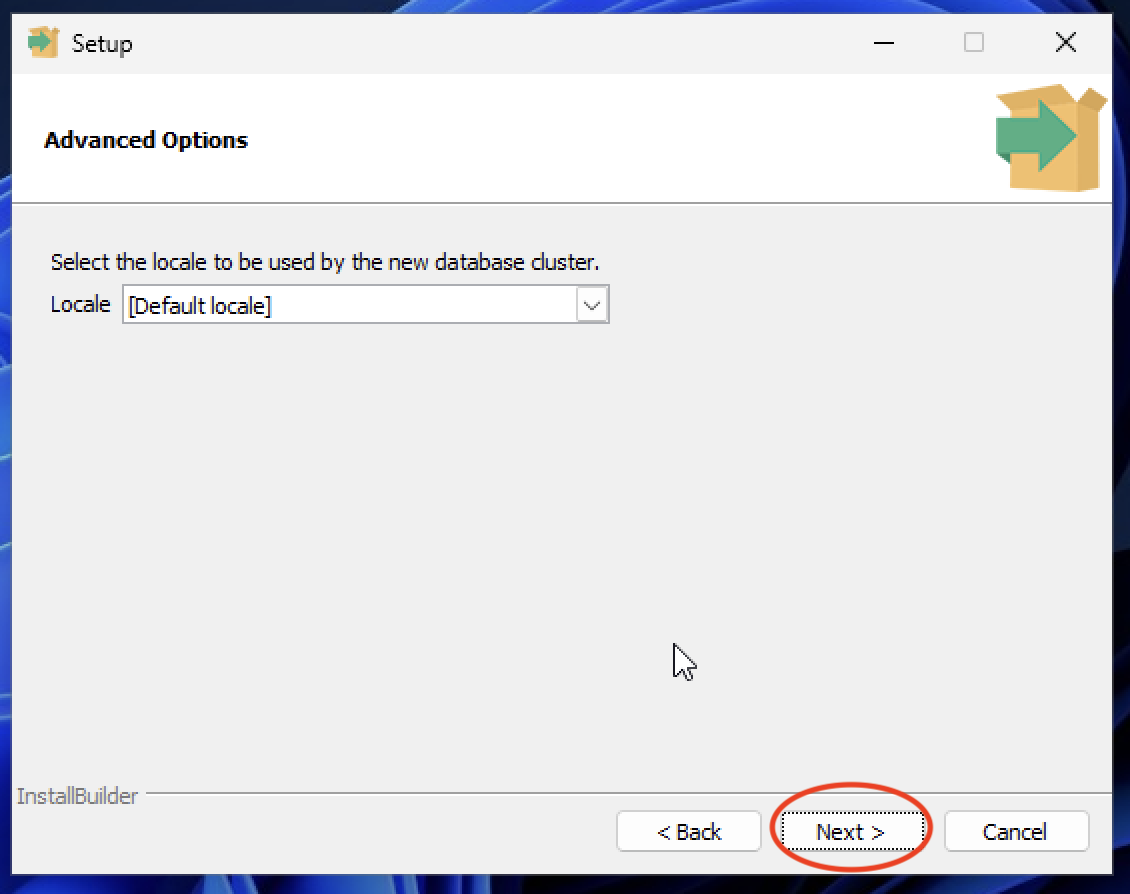 Setup
Advanced Options
Select the locale to be used by the new database cluster.
Locale [Default locale]
InstallBuilder
< Back Next > Cancel